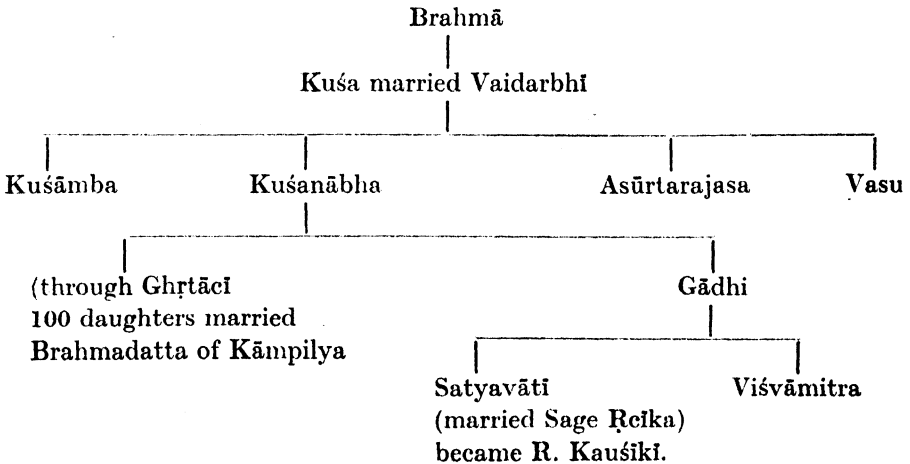 Brahmā
Kuśa married Vaidarbhī
Kuśāmba Kuśanābha Asūrtarajasa Vasu
(through Ghṛtācī
100 daughters married
Brahmadatta of Kāmpilya
Gādhi
Satyavātī
(married Sage Ṛcīka)
became R. Kauśikī.
Viśvāmitra